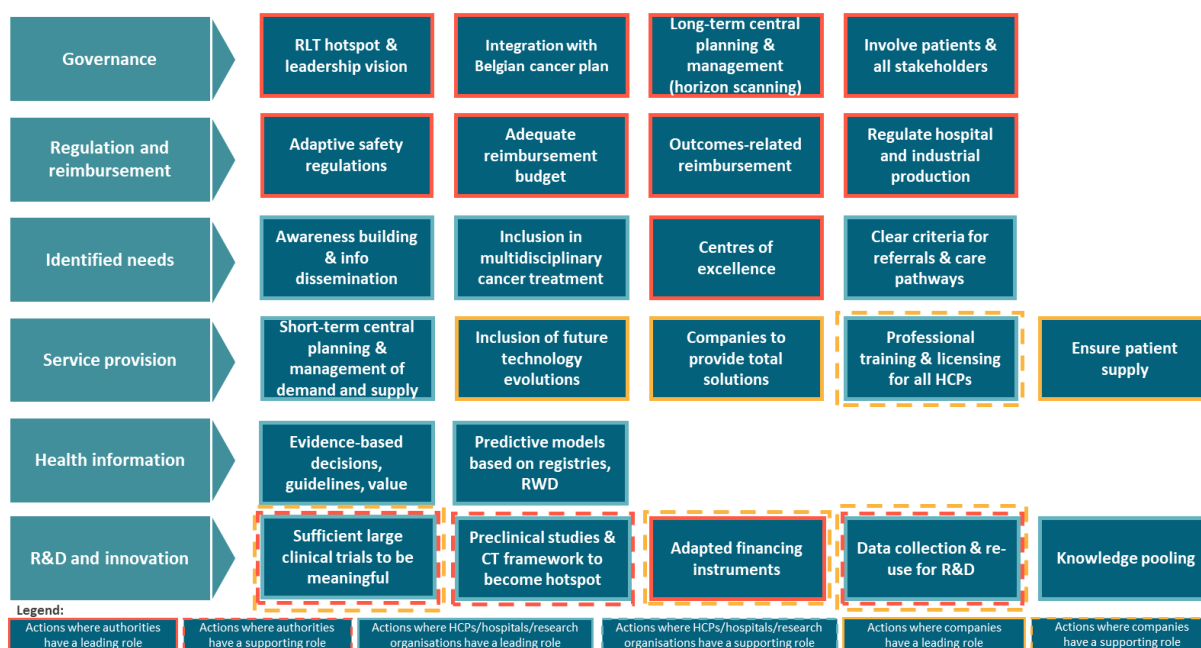 Governance
RLT hotspot &
leadership vision
Integration with
Belgian cancer plan
Long-term central
planning &
management
(horizon scanning)
Involve patients &
all stakeholders
Regulation and
reimbursement
Adaptive safety
regulations
Adequate
reimbursement
budget
Outcomes-related
reimbursement
Regulate hospital
and industrial
production
Identified needs
Awareness building
& info
dissemination
Inclusion in
multidisciplinary
cancer treatment
Centres of
excellence
Clear criteria for
referrals & care
pathways
Service provision
Short-term central
planning &
management of
demand and supply
Inclusion of future
technology
evolutions
Companies to
provide total
solutions
Professional
training & licensing
for all HCPs
Ensure patient
supply
Health information
Evidence-based
decisions,
guidelines, value
Predictive models
based on registries,
RWD
R&D and innovation
Sufficient large
clinical trials to be
meaningful
Preclinical studies &
CT framework to
become hotspot
Adapted financing
instruments
Data collection & re-
use for R&D
Knowledge pooling
Legend:
Actions where authorities
have a leading role
Actions where authorities
have a supporting role
Actions where HCPs/hospitals/research
organisations have a leading role
Actions where HCPs/hospitals/research
organisations have a supporting role
Actions where companies
have a leading role
Actions where companies
have a supporting role